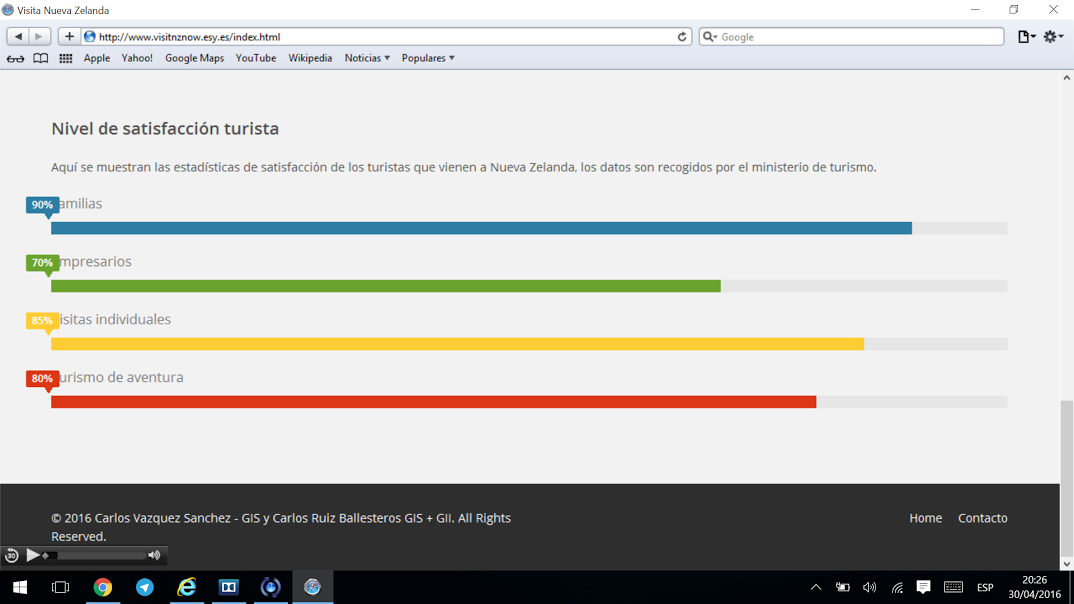 Visita Nueva Zelanda
http://www.visitnznow.esy.es/index.html
Google
Apple Yahoo! Google Maps YouTube Wikipedia Noticias Populares
Nivel de satisfacción turista
Aquí se muestran las estadísticas de satisfacción de los turistas que vienen a Nueva Zelanda, los datos son recogidos por el ministerio de turismo.
90% amilias
70% mpresarios
85% isitas individuales
80% urismo de aventura
© 2016 Carlos Vazquez Sanchez - GIS y Carlos Ruiz Ballesteros GIS + GII. All Rights
Reserved.
Home Contacto
30
ESP
20:26
30/04/2016